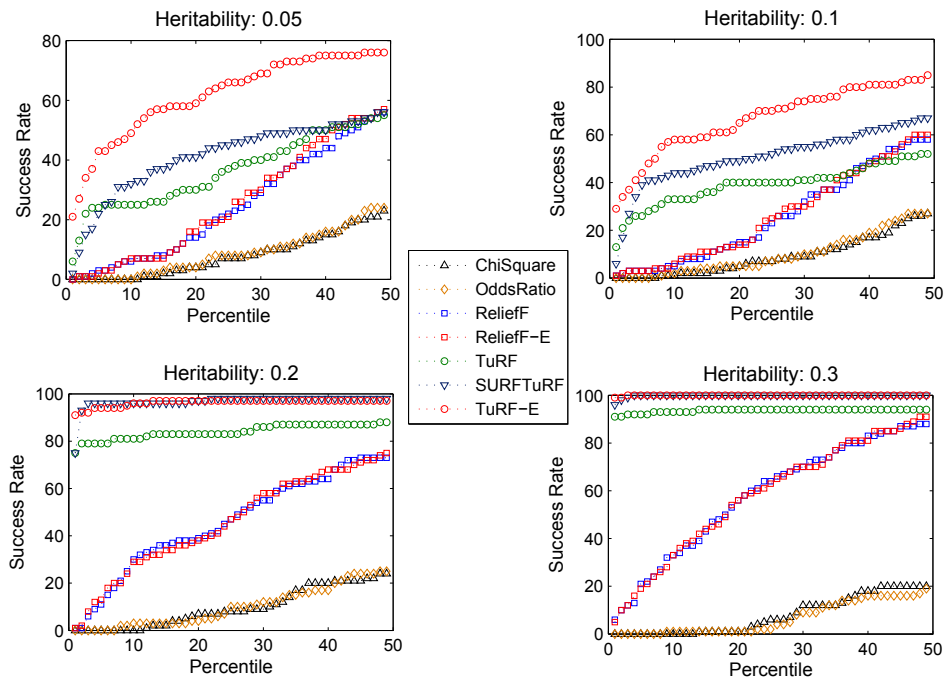 Heritability: 0.05
80
60
40
20
0
0
10
20
30
40
50
Success Rate
Percentile
Heritability: 0.1
100
80
60
40
20
0
0
10
20
30
40
50
Success Rate
Percentile
ChiSquare
OddsRatio
ReliefF
ReliefF-E
TuRF
SURFTuRF
TuRF-E
Heritability: 0.2
100
80
60
40
20
0
0
10
20
30
40
50
Success Rate
Percentile
Heritability: 0.3
100
80
60
40
20
0
0
10
20
30
40
50
Success Rate
Percentile